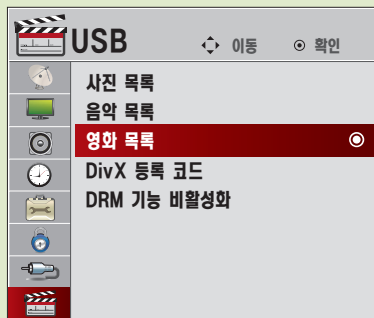 USB 이동 확인
사진 목록
음악 목록
영화 목록
DivX 등록 코드
DRM 기능 비활성화